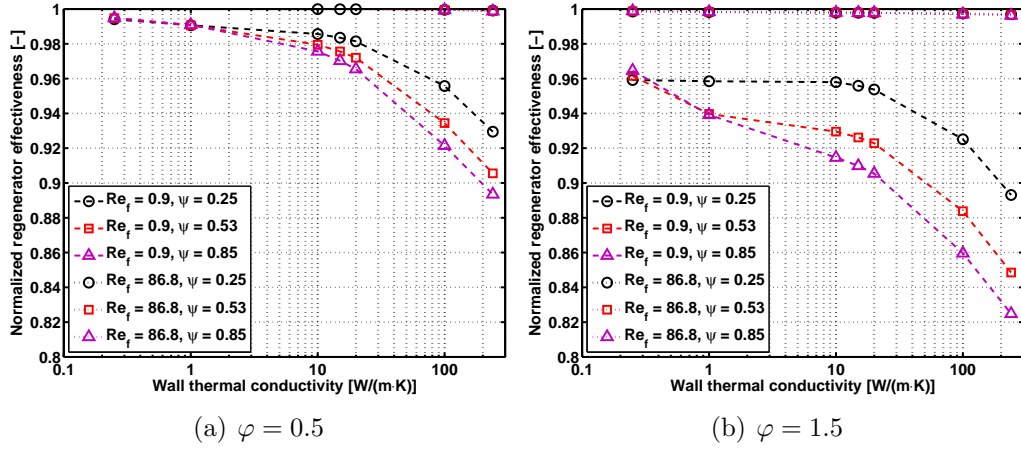 1
0.98
0.96
0.94
0.92
0.9
0.88
0.86
0.84
0.82
0.8
Normalized regenerator effectiveness [−]
Re_f = 0.9, ψ = 0.25
Re_f = 0.9, ψ = 0.53
Re_f = 0.9, ψ = 0.85
Re_f = 86.8, ψ = 0.25
Re_f = 86.8, ψ = 0.53
Re_f = 86.8, ψ = 0.85
0.1 1 10 100
Wall thermal conductivity [W/(m·K)]
(a) φ = 0.5
1
0.98
0.96
0.94
0.92
0.9
0.88
0.86
0.84
0.82
0.8
Normalized regenerator effectiveness [−]
Re_f = 0.9, ψ = 0.25
Re_f = 0.9, ψ = 0.53
Re_f = 0.9, ψ = 0.85
Re_f = 86.8, ψ = 0.25
Re_f = 86.8, ψ = 0.53
Re_f = 86.8, ψ = 0.85
0.1 1 10 100
Wall thermal conductivity [W/(m·K)]
(b) φ = 1.5